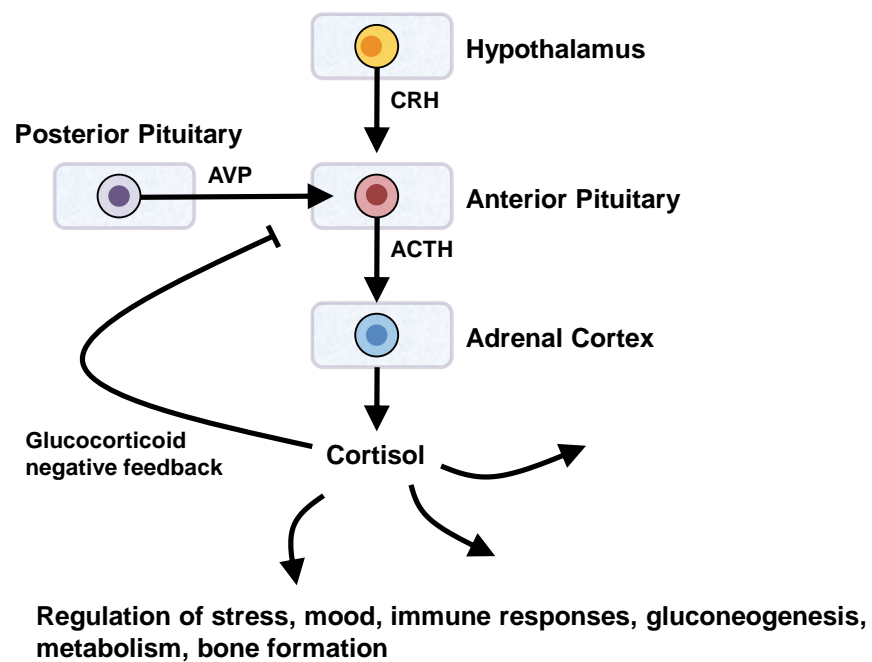 Hypothalamus
CRH
Posterior Pituitary
AVP
Anterior Pituitary
ACTH
Adrenal Cortex
Glucocorticoid
negative feedback
Cortisol
Regulation of stress, mood, immune responses, gluconeogenesis,
metabolism, bone formation